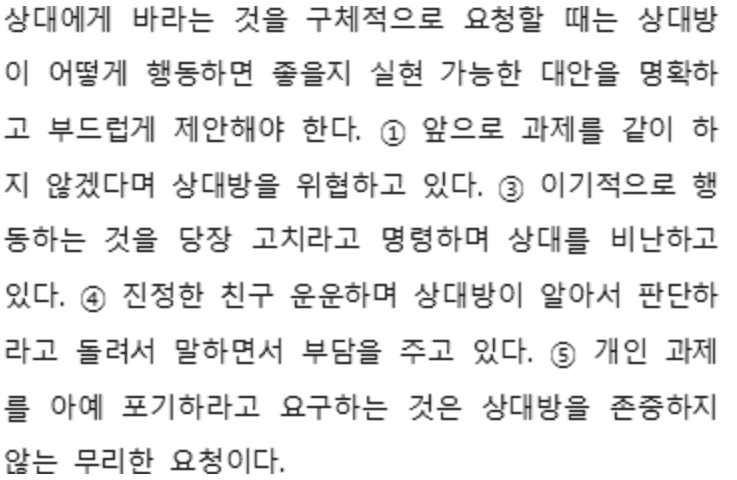 상대에게 바라는 것을 구체적으로 요청할 때는 상대방
이 어떻게 행동하면 좋을지 실현 가능한 대안을 명확하
고 부드럽게 제안해야 한다. ① 앞으로 과제를 같이 하
지 않겠다며 상대방을 위협하고 있다. ③ 이기적으로 행
동하는 것을 당장 고치라고 명령하며 상대를 비난하고
있다. ④ 진정한 친구 운운하며 상대방이 알아서 판단하
라고 돌려서 말하면서 부담을 주고 있다. ⑤ 개인 과제
를 아예 포기하라고 요구하는 것은 상대방을 존중하지
않는 무리한 요청이다.